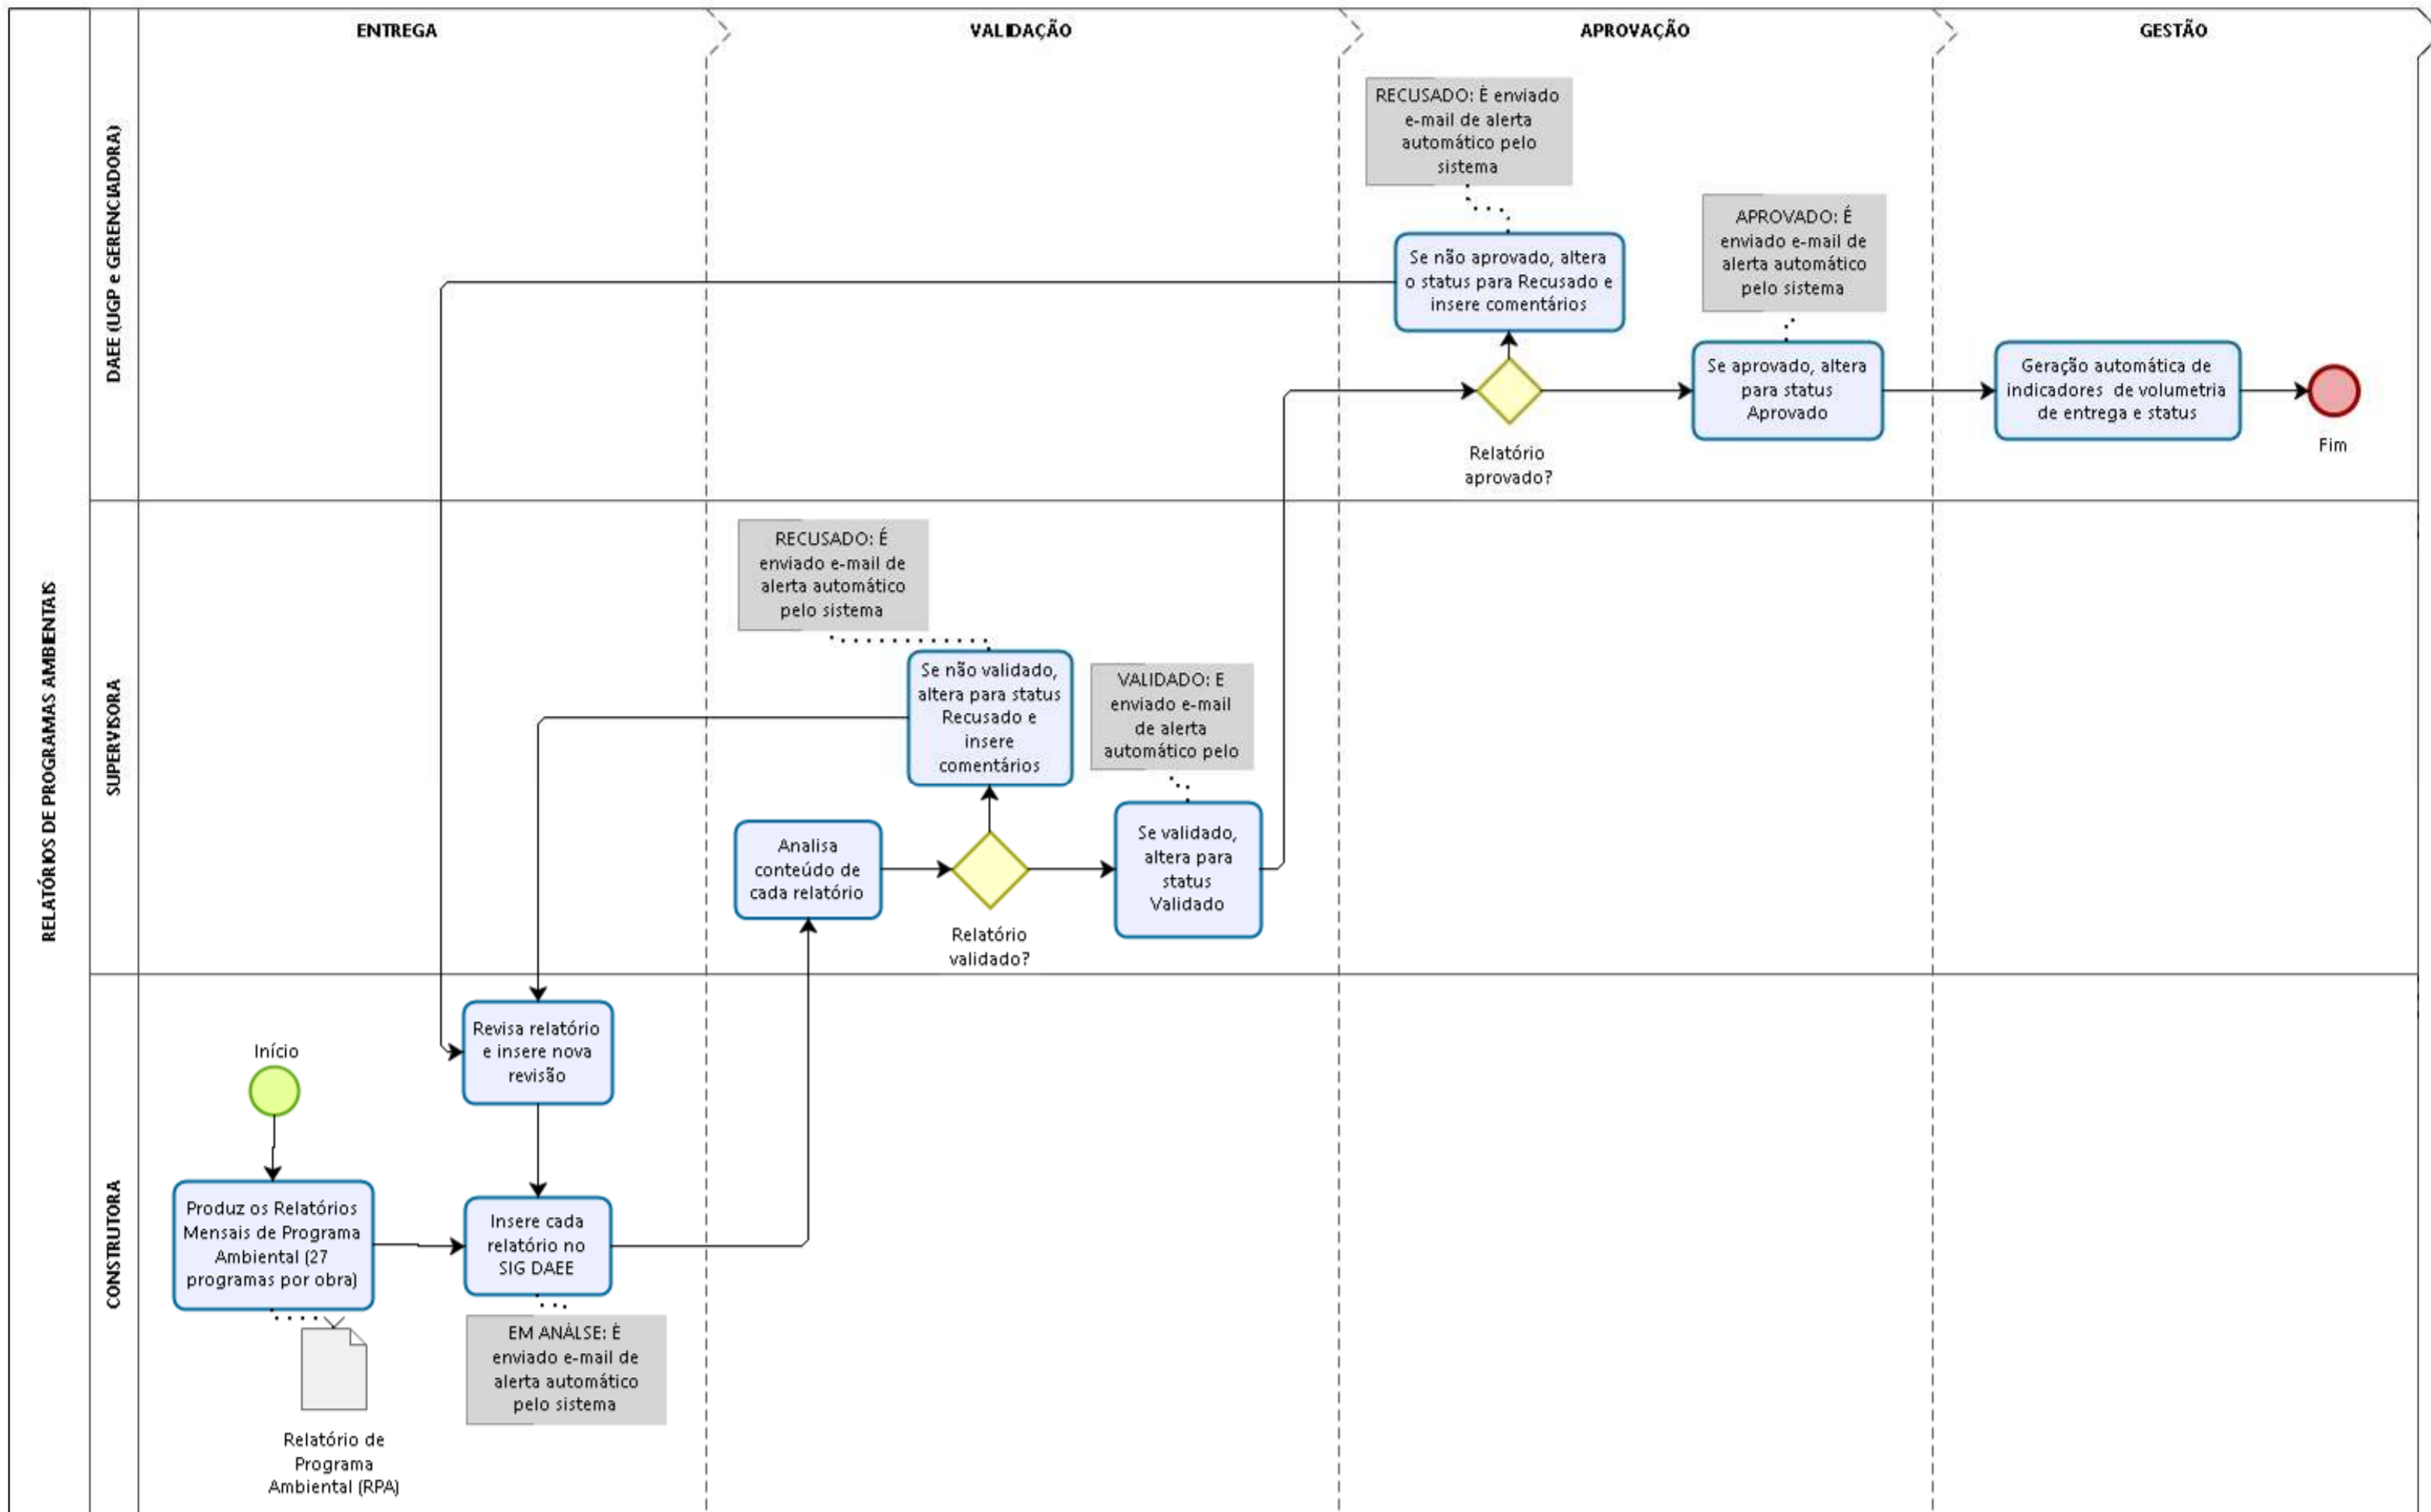 ENTREGA
VALIDAÇÃO
APROVAÇÃO
GESTÃO
RELATÓRIOS DE PROGRAMAS AMBIENTAIS
DAEE (UGP e GERENCIADORA)
RECUSADO: É enviado
e-mail de alerta
automático pelo
sistema
APROVADO: É
enviado e-mail de
alerta automático
pelo sistema
Se não aprovado, altera
o status para Recusado e
insere comentários
Se aprovado, altera
para status
Aprovado
Geração automática de
indicadores de volumetria
de entrega e status
Relatório
aprovado?
Fim
SUPERVISORA
RECUSADO: É
enviado e-mail de
alerta automático
pelo sistema
Se não validado,
altera para status
Recusado e
insere
comentários
VALIDADO: E
enviado e-mail
de alerta
automático pelo
Analisa
conteúdo de
cada relatório
Se validado,
altera para
status
Validado
Relatório
validado?
CONSTRUTORA
Início
Revisa relatório
e insere nova
revisão
Produz os Relatórios
Mensais de Programa
Ambiental (27
programas por obra)
Insere cada
relatório no
SIG DAEE
EM ANÁLSE: É
enviado e-mail de
alerta automático
pelo sistema
Relatório de
Programa
Ambiental (RPA)